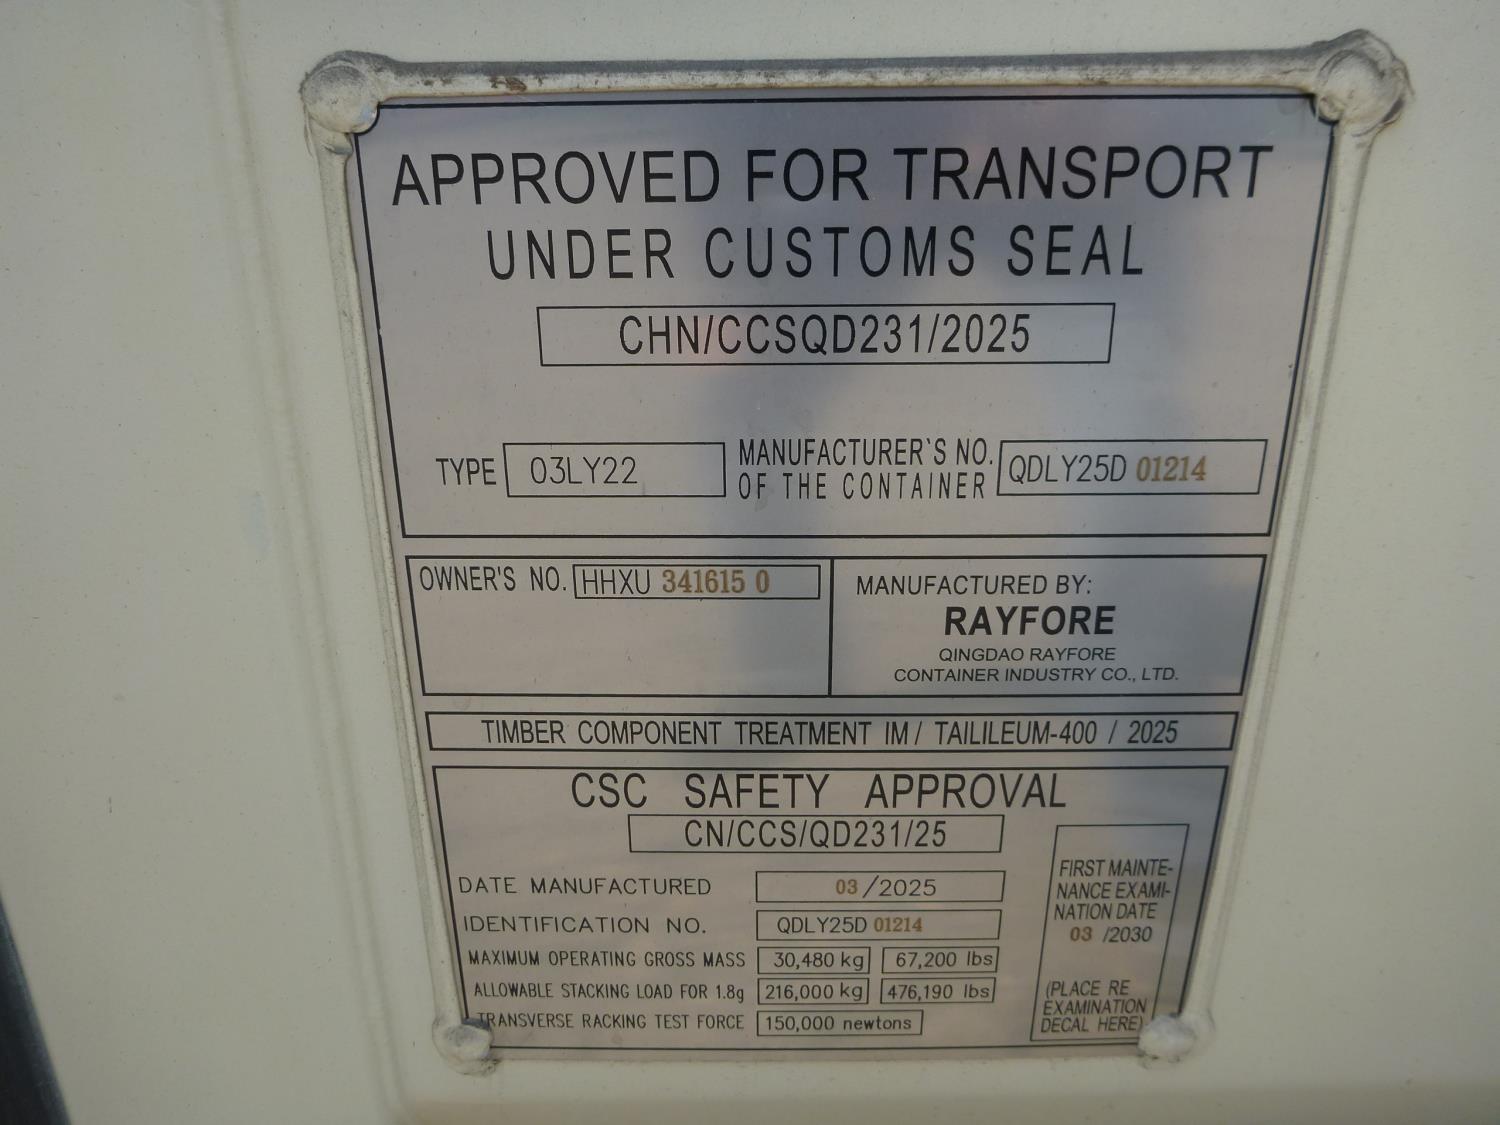 APPROVED FOR TRANSPORT
UNDER CUSTOMS SEAL
CHN/CCSQD231/2025
TYPE 03LY22 MANUFACTURER'S NO. OF THE CONTAINER QDLY25D 01214
OWNER'S NO. HHXU 341615 0
MANUFACTURED BY:
RAYFORE
QINGDAO RAYFORE
CONTAINER INDUSTRY CO., LTD.
TIMBER COMPONENT TREATMENT IM / TAILILEUM-400 / 2025
CSC SAFETY APPROVAL
CN/CCS/QD231/25
DATE MANUFACTURED 03/2025
IDENTIFICATION NO. QDLY25D 01214
MAXIMUM OPERATING GROSS MASS 30,480 kg 67,200 lbs
ALLOWABLE STACKING LOAD FOR 1.8g 216,000 kg 476,190 lbs
TRANSVERSE RACKING TEST FORCE 150,000 newtons
FIRST MAINTE-
NANCE EXAMI-
NATION DATE
03 /2030
(PLACE RE
EXAMINATION
DECAL HERE)